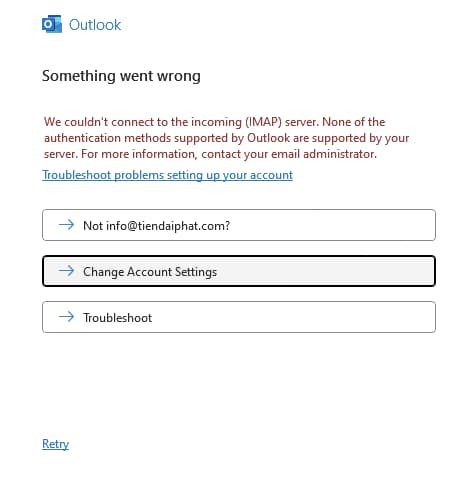 Outlook
Something went wrong
We couldn't connect to the incoming (IMAP) server. None of the
authentication methods supported by Outlook are supported by your
server. For more information, contact your email administrator.
Troubleshoot problems setting up your account
Not info@tiendaiphat.com?
Change Account Settings
Troubleshoot
Retry